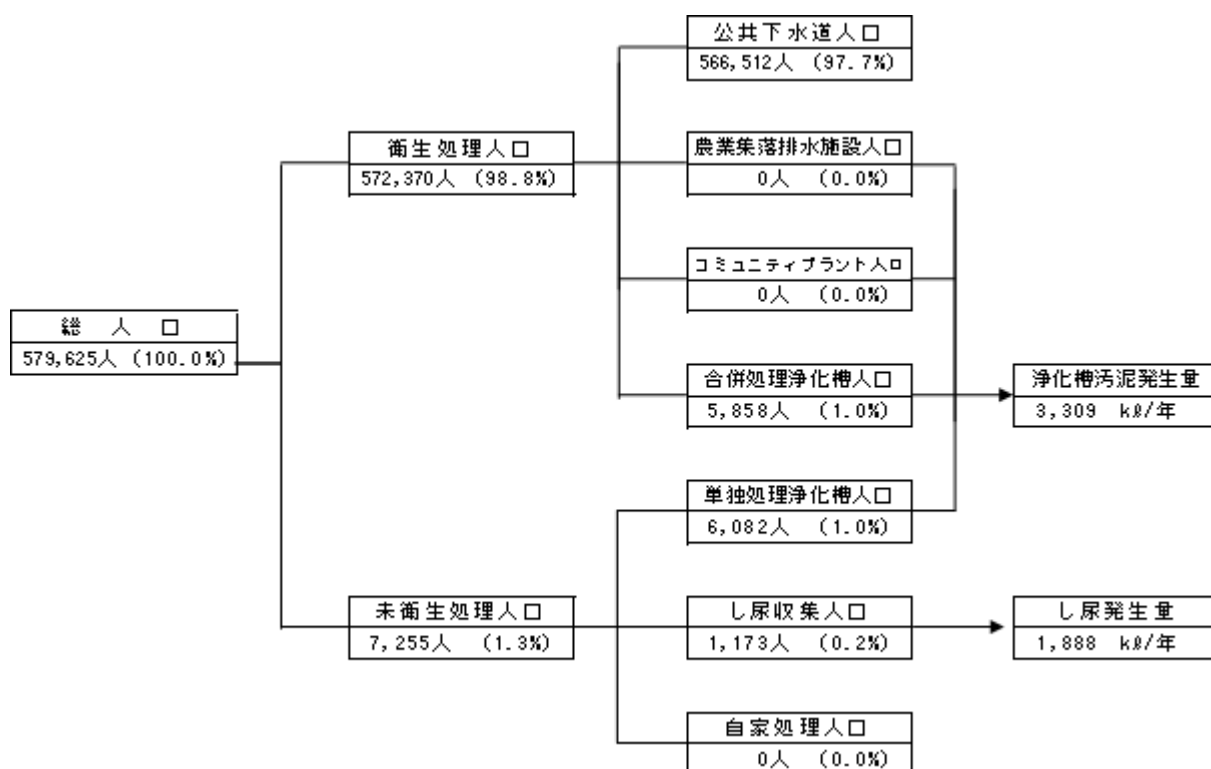 公共下水道人口
566,512人 (97.7%)
衛生処理人口
572,370人 (98.8%)
農業集落排水施設人口
0人 (0.0%)
コミュニティプラント人口
0人 (0.0%)
総人口
579,625人 (100.0%)
合併処理浄化槽人口
5,858人 (1.0%)
浄化槽汚泥発生量
3,309 kℓ/年
単独処理浄化槽人口
6,082人 (1.0%)
未衛生処理人口
7,255人 (1.3%)
し尿収集人口
1,173人 (0.2%)
し尿発生量
1,888 kℓ/年
自家処理人口
0人 (0.0%)